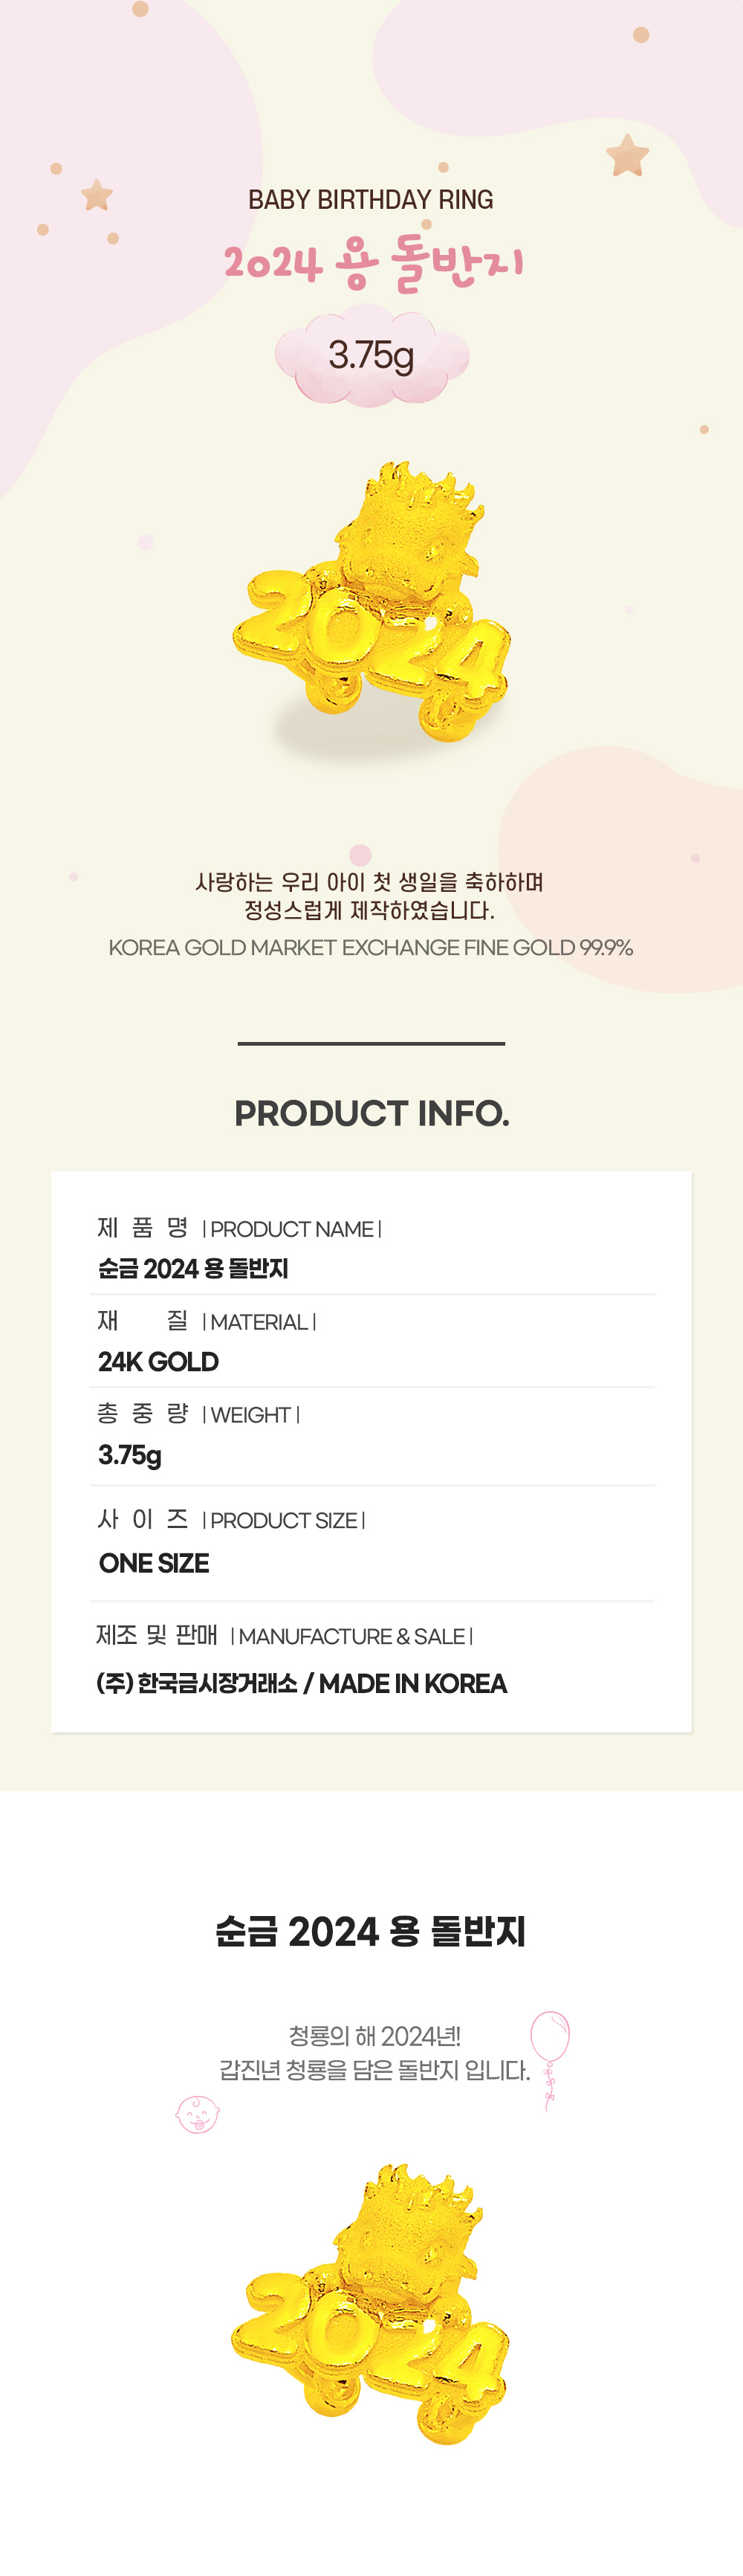 BABY BIRTHDAY RING
2024 용 돌반지
3.75g
2024
사랑하는 우리 아이 첫 생일을 축하하며
정성스럽게 제작하였습니다.
KOREA GOLD MARKET EXCHANGE FINE GOLD 99.9%
PRODUCT INFO.
제 품 명 | PRODUCT NAME |
순금 2024 용 돌반지
재 질 | MATERIAL |
24K GOLD
총 중 량 | WEIGHT |
3.75g
사 이 즈 | PRODUCT SIZE |
ONE SIZE
제조 및 판매 | MANUFACTURE & SALE |
(주) 한국금시장거래소 / MADE IN KOREA
순금 2024 용 돌반지
청룡의 해 2024년!
갑진년 청룡을 담은 돌반지 입니다.
2024